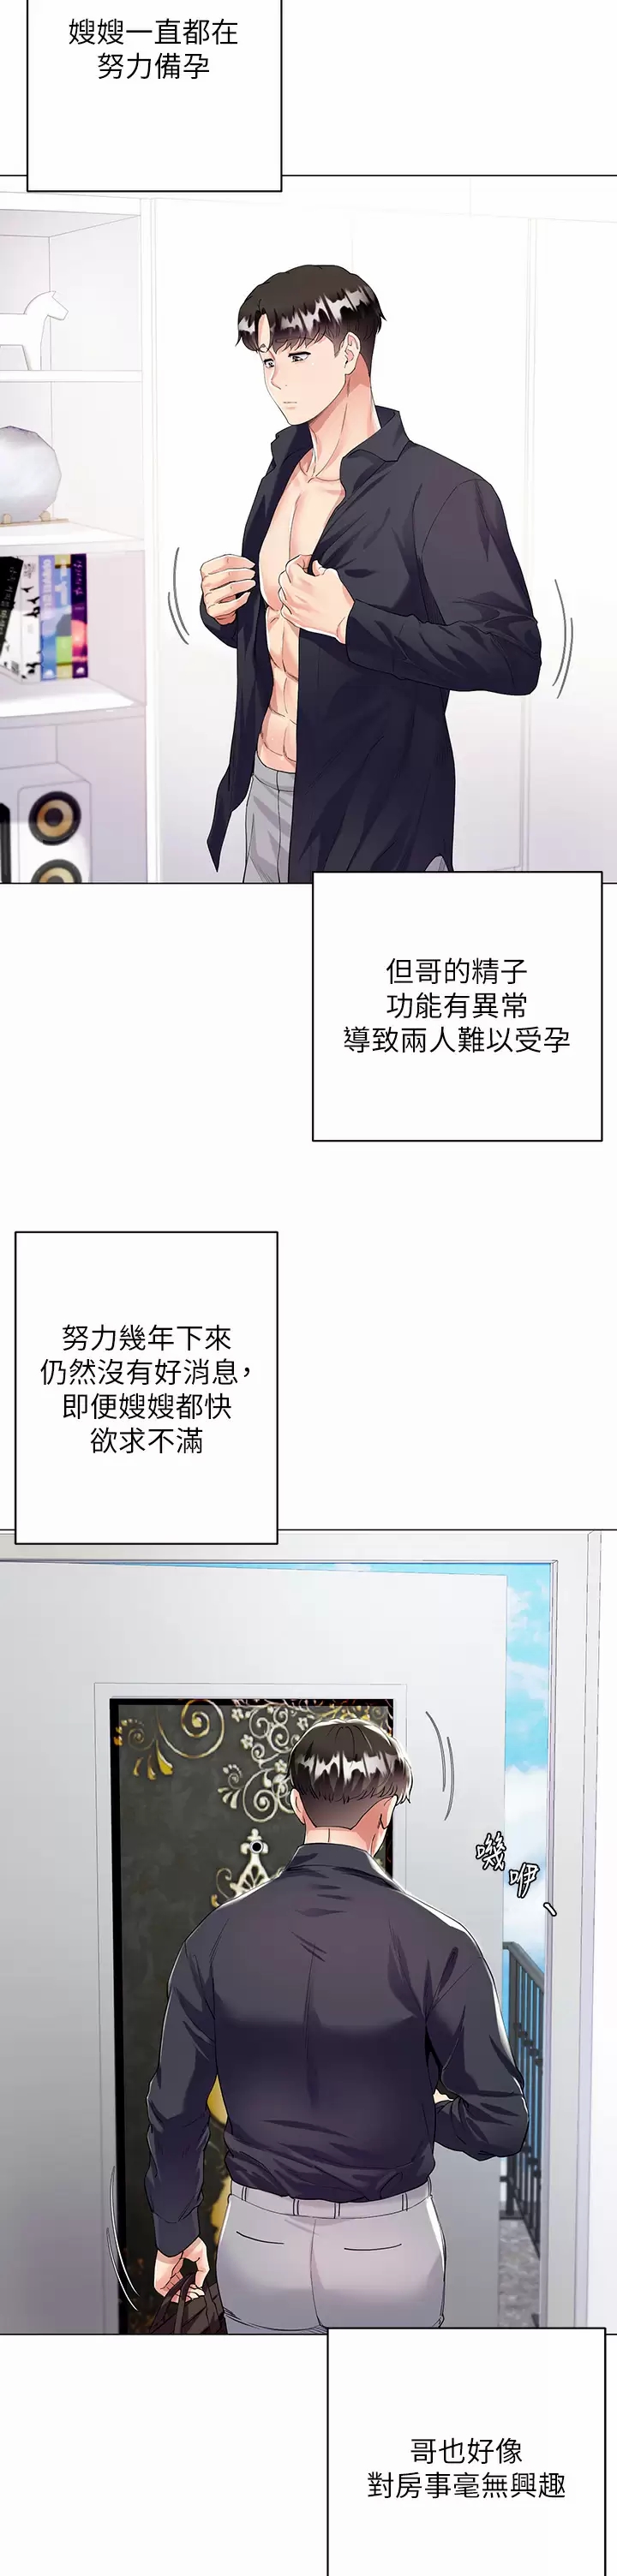 嫂嫂一直都在
努力備孕
但哥的精子
功能有異常
導致兩人難以受孕
努力幾年下來
仍然沒有好消息，
即便嫂嫂都快
欲求不滿
嘰咿
哥也好像
對房事毫無興趣